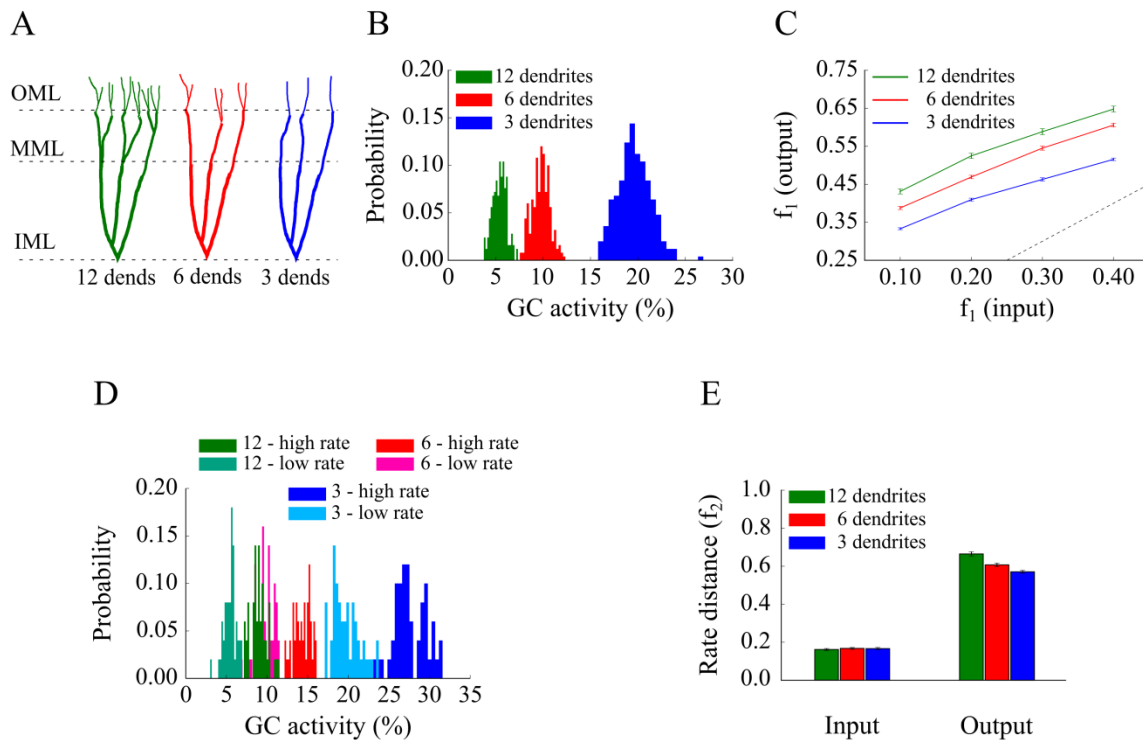 A
OML
MML
IML
12 dends
6 dends
3 dends
B
0.20
0.15
0.10
0.05
0.00
Probability
12 dendrites
6 dendrites
3 dendrites
0
5
10
15
20
25
30
GC activity (%)
C
0.75
0.65
0.55
0.45
0.35
0.25
f₁ (output)
12 dendrites
6 dendrites
3 dendrites
0.10
0.20
0.30
0.40
f₁ (input)
D
12 - high rate
12 - low rate
6 - high rate
6 - low rate
3 - high rate
3 - low rate
0.20
0.15
0.10
0.05
0.00
Probability
0
5
10
15
20
25
30
35
GC activity (%)
E
1.0
0.8
0.6
0.4
0.2
0.0
Rate distance (f₂)
12 dendrites
6 dendrites
3 dendrites
Input
Output